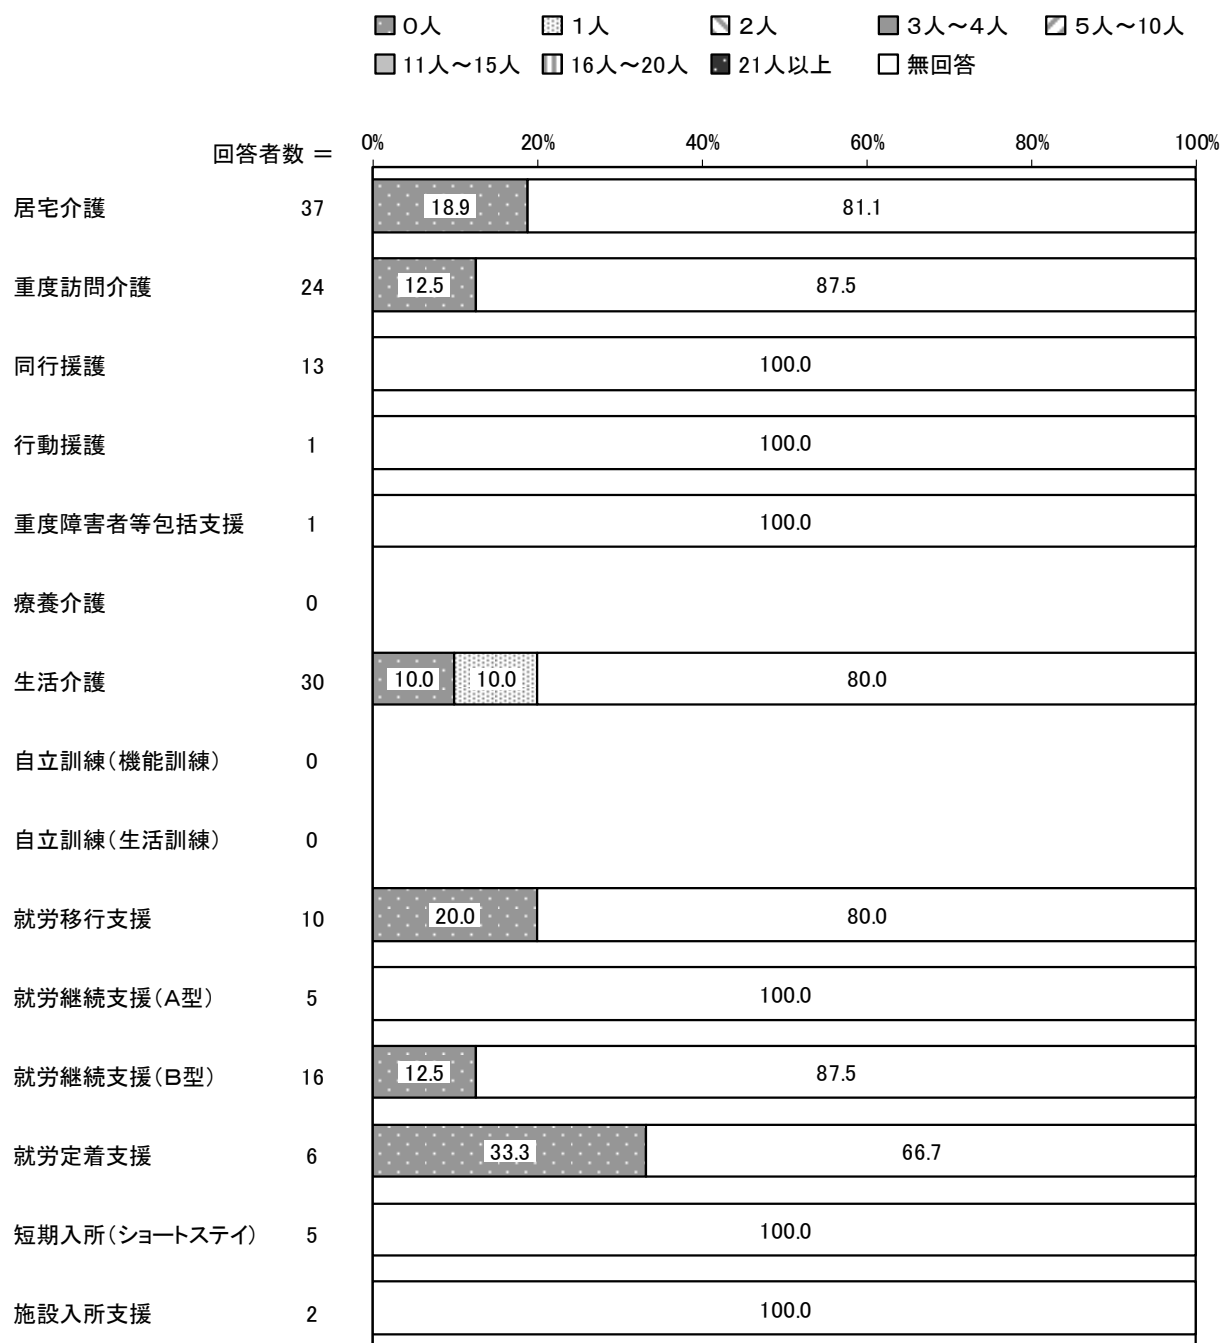 ０人 １人 ２人 ３人～４人 ５人～10人
11人～15人 16人～20人 21人以上 無回答
回答者数 ＝ 0% 20% 40% 60% 80% 100%
居宅介護 37 18.9 81.1
重度訪問介護 24 12.5 87.5
同行援護 13 100.0
行動援護 1 100.0
重度障害者等包括支援 1 100.0
療養介護 0
生活介護 30 10.0 10.0 80.0
自立訓練（機能訓練） 0
自立訓練（生活訓練） 0
就労移行支援 10 20.0 80.0
就労継続支援（Ａ型） 5 100.0
就労継続支援（Ｂ型） 16 12.5 87.5
就労定着支援 6 33.3 66.7
短期入所（ショートステイ） 5 100.0
施設入所支援 2 100.0